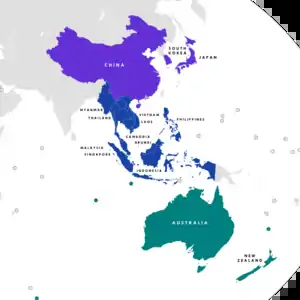 SOUTH
KOREA
JAPAN
CHINA
MYANMAR
THAILAND
VIETNAM
LAOS
PHILIPPINES
CAMBODIA
BRUNEI
MALAYSIA
SINGAPORE
INDONESIA
AUSTRALIA
NEW
ZEALAND